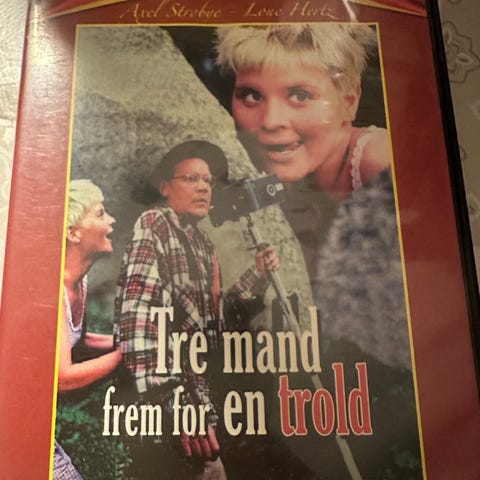 Axel Strøbye - Lone Hertz
Tre mand
frem for en trold